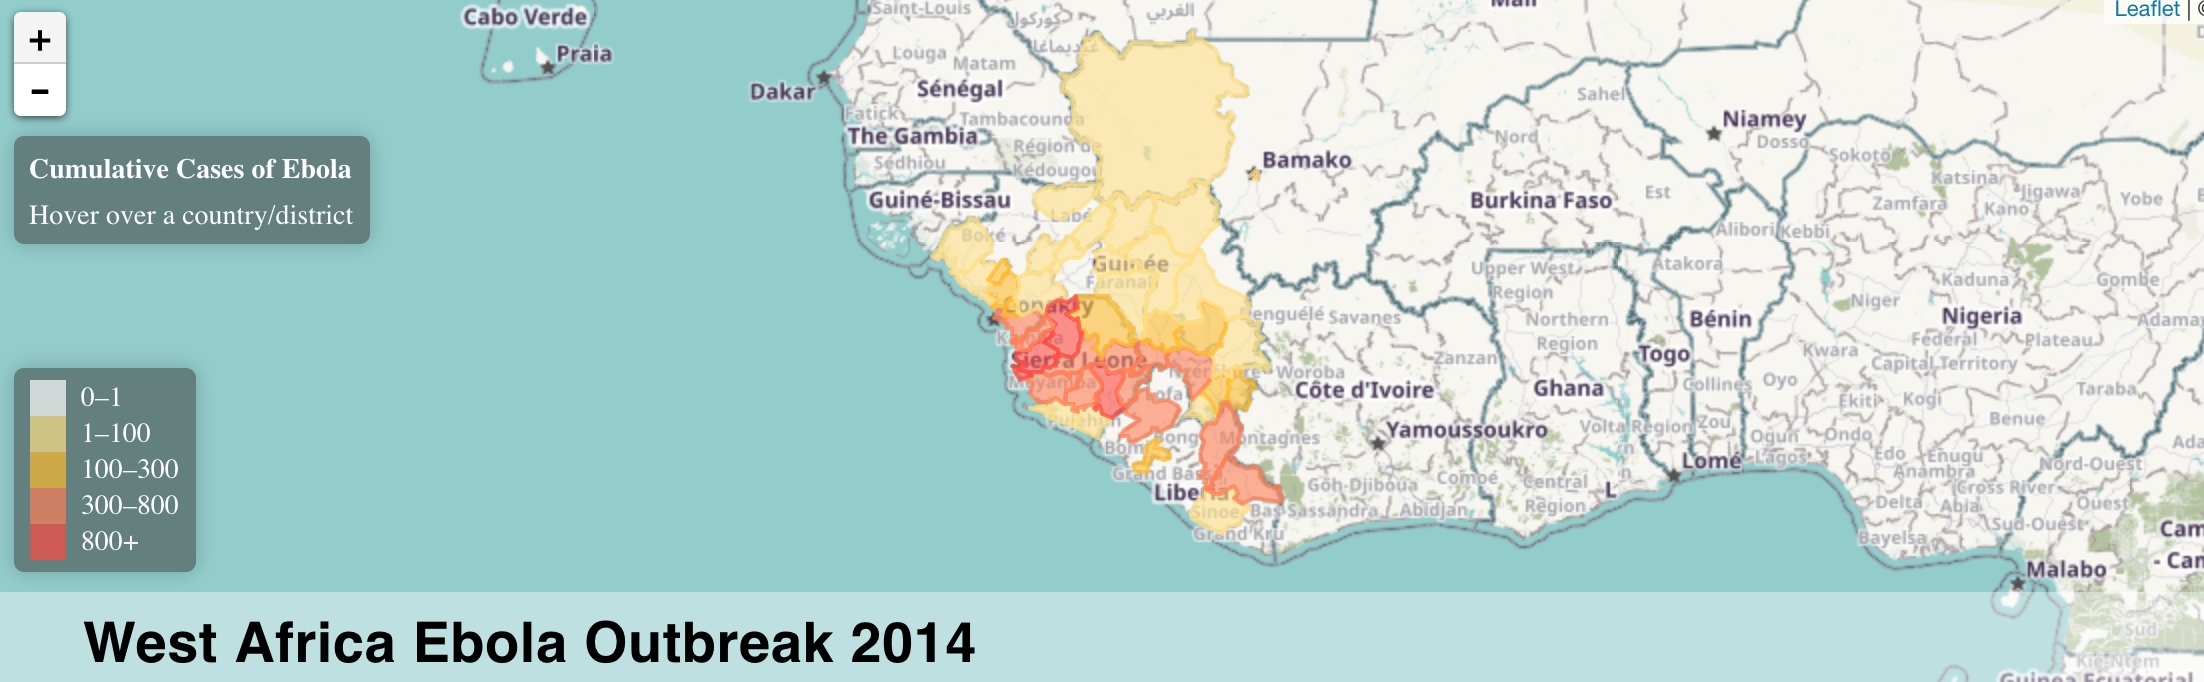 Cabo Verde
Praia
Saint-Louis
الغربي
Mali
Leaflet | ©
+
−
Louga
Matam
Sénégal
Dakar
Fatick
Tambacounda
The Gambia
Région de
Kédougou
Sédhiou
Guiné-Bissau
Labé
Boké
Bamako
Sahel
Nord
Niamey
Dosso
Sokoto
Katsina
Jigawa
Yobe
Zamfara
Kano
Est
Burkina Faso
Alibori
Kebbi
Cumulative Cases of Ebola
Hover over a country/district
Guinée
Faranah
Upper West
Region
Atakora
Kaduna
Gombe
Niger
Conakry
Savanes
Northern
Region
Bénin
Nigeria
Federal
Capital Territory
Plateau
Sierra Leone
Moyamba
Lofa
Woroba
Zanzan
Togo
Kwara
Côte d'Ivoire
Ghana
Collines
Oyo
Ekiti
Kogi
Taraba
Benue
Pujehun
Bong
Montagnes
Yamoussoukro
Volta Region
Zou
Ogun
Ondo
Lagos
Edo
Enugu
Anambra
Nord-Ouest
Lomé
Liberia
Gôh-Djiboua
Comoé
Central
Region
L
Cross River
Delta
Abia
Ouest
Sinoe
Bas-Sassandra
Abidjan
Sud-Ouest
Grand Kru
Bayelsa
Malabo
0–1
1–100
100–300
300–800
800+
West Africa Ebola Outbreak 2014
Sud
Kié-Ntem
Guinea Ecuatorial